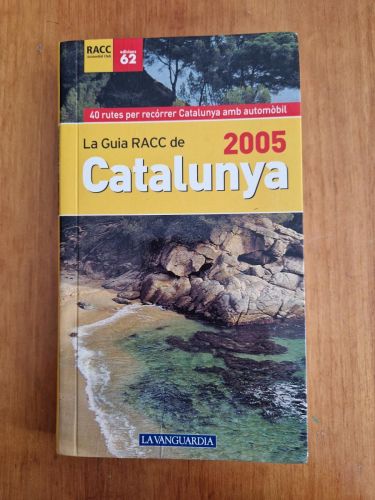 RACC
Automòbil Club
edicions
62
40 rutes per recórrer Catalunya amb automòbil
La Guia RACC de
2005
Catalunya
LA VANGUARDIA